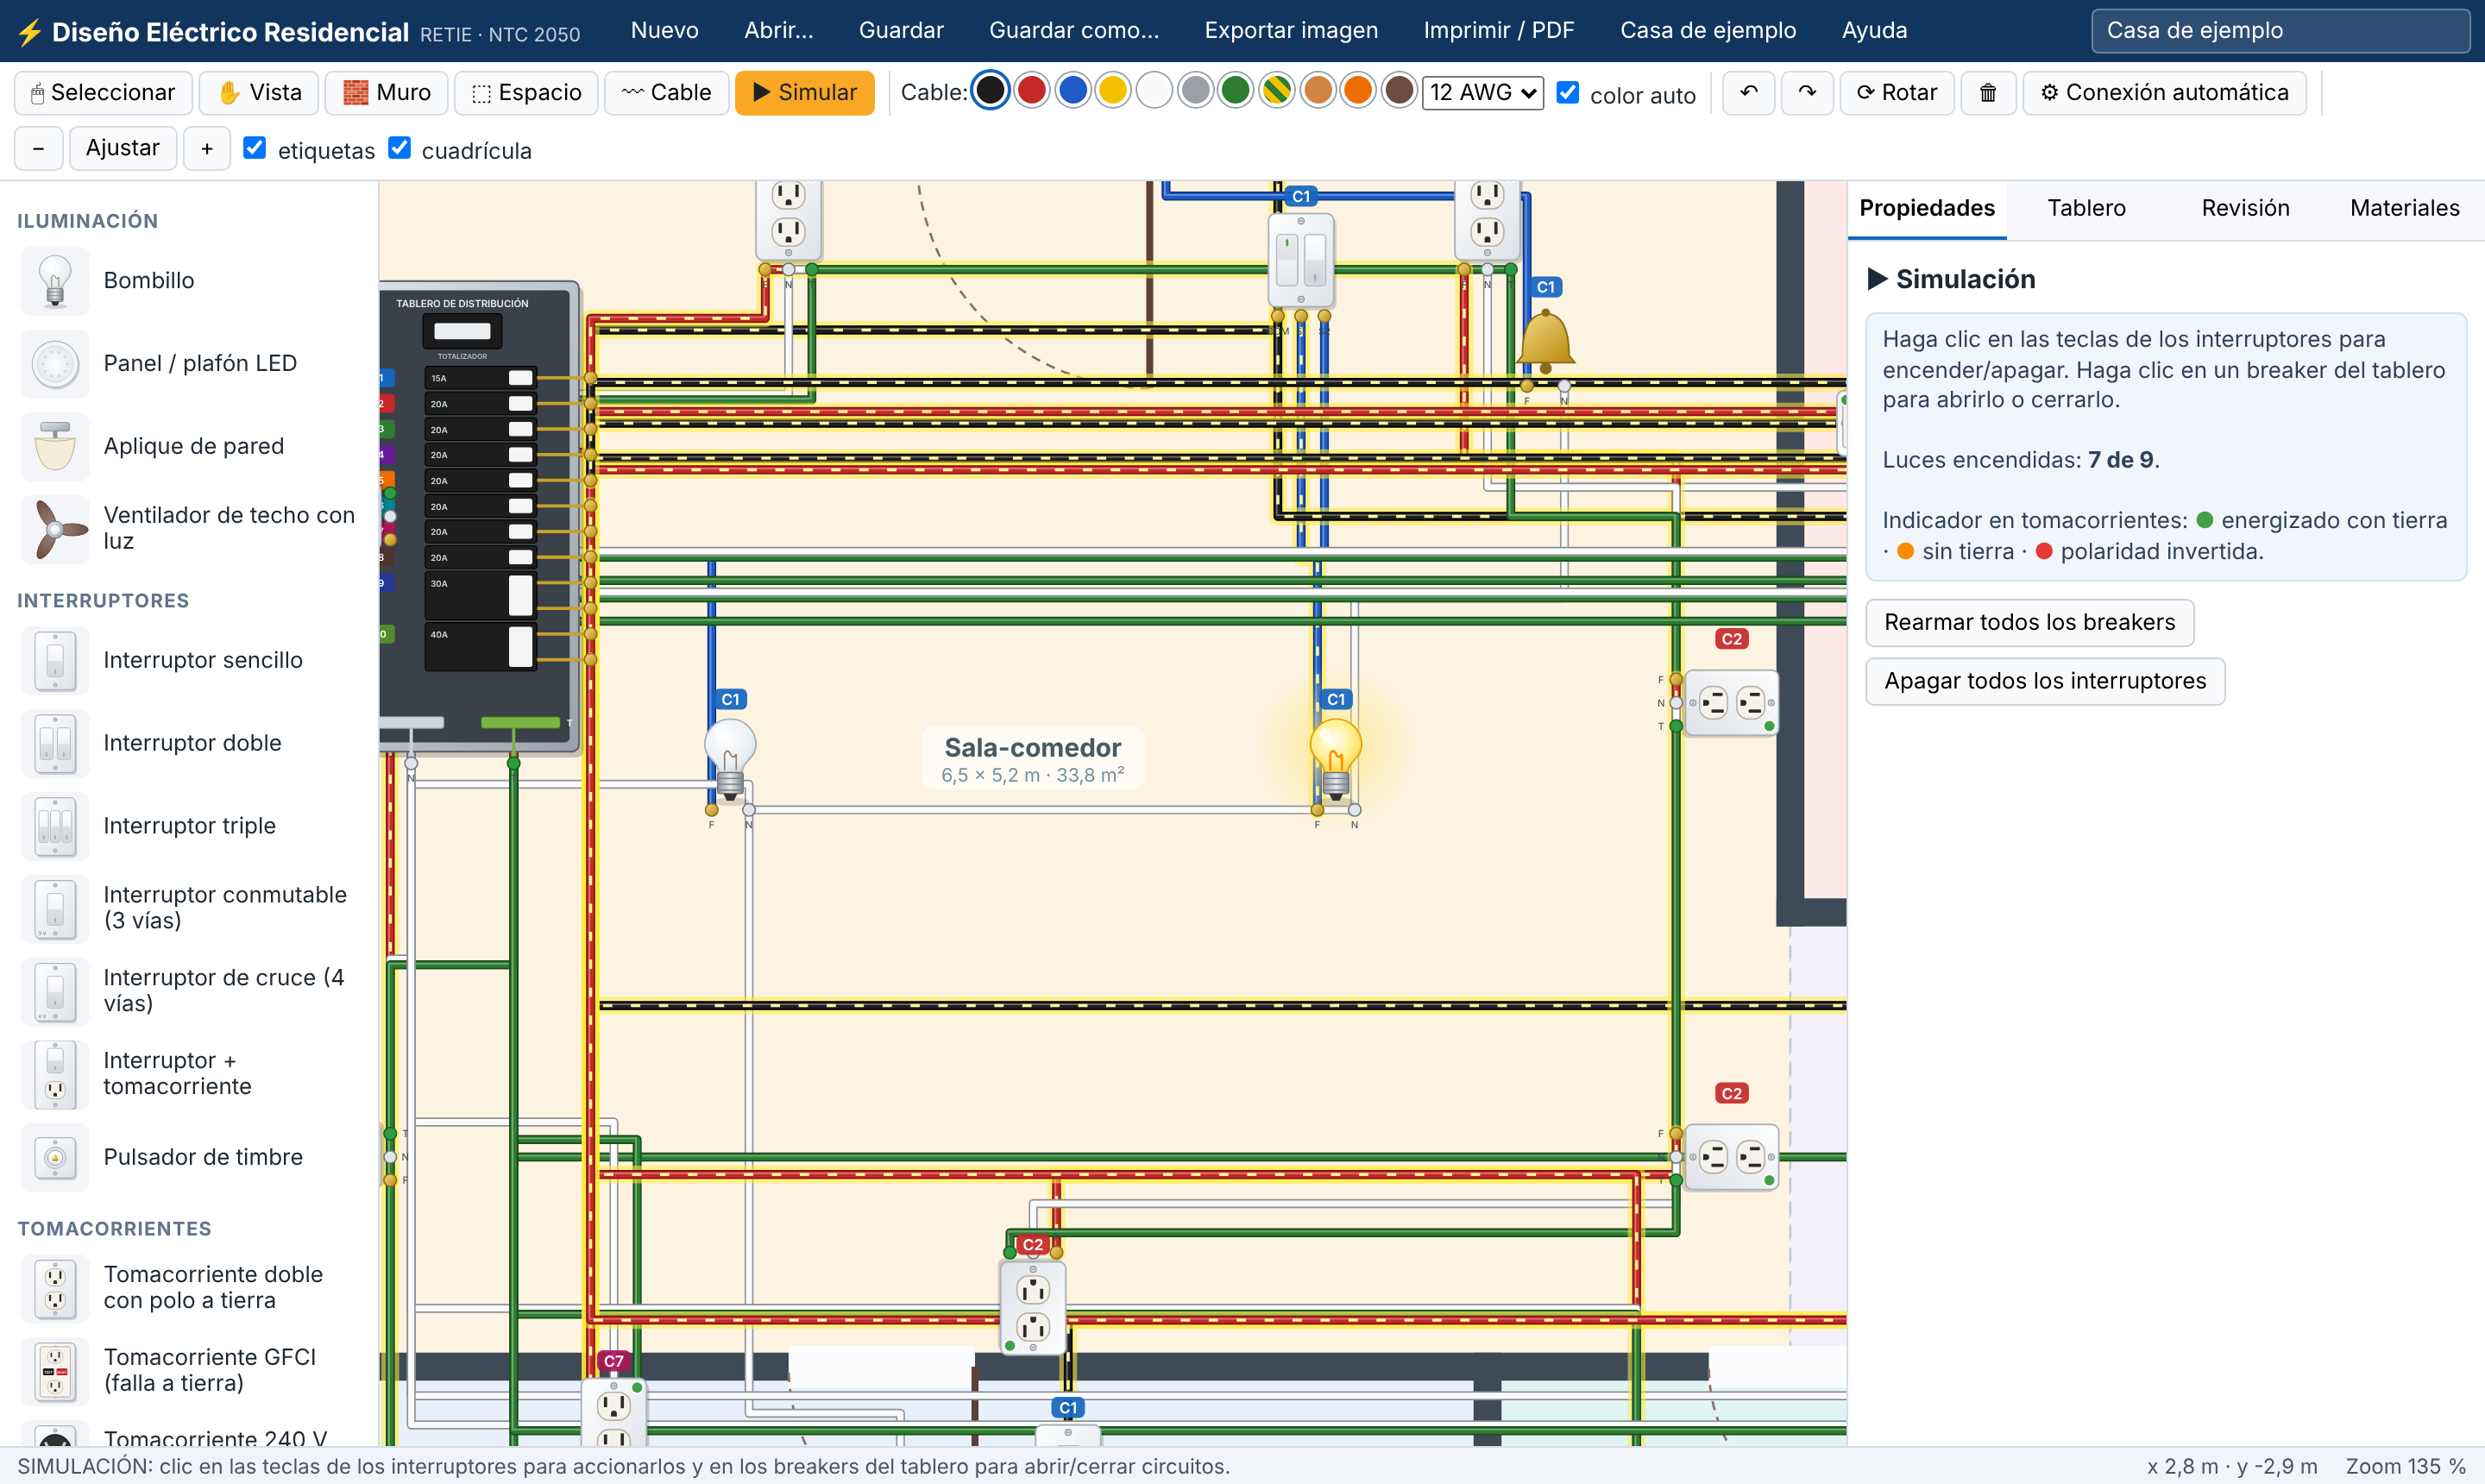 ⚡ Diseño Eléctrico Residencial RETIE · NTC 2050 Nuevo Abrir... Guardar Guardar como... Exportar imagen Imprimir / PDF Casa de ejemplo Ayuda Casa de ejemplo
Seleccionar Vista Muro Espacio Cable ▶ Simular Cable: 12 AWG color auto ↶ ↷ ⟳ Rotar ⚙ Conexión automática
− Ajustar + etiquetas cuadrícula
ILUMINACIÓN
Bombillo
Panel / plafón LED
Aplique de pared
Ventilador de techo con
luz
INTERRUPTORES
Interruptor sencillo
Interruptor doble
Interruptor triple
Interruptor conmutable
(3 vías)
Interruptor de cruce (4
vías)
Interruptor +
tomacorriente
Pulsador de timbre
TOMACORRIENTES
Tomacorriente doble
con polo a tierra
Tomacorriente GFCI
(falla a tierra)
Tomacorriente 240 V
TABLERO DE DISTRIBUCIÓN
TOTALIZADOR
1 15A
2 20A
3 20A
4 20A
5 20A
20A
20A
8 20A
9 30A
0 40A
T
N
N
C1
S1
N
C1
F N
C1
F N
Sala-comedor
6,5 × 5,2 m · 33,8 m²
C1
F N
C2
F
N
T
C2
F
T
T
N
F
C2
C7
C1
Propiedades Tablero Revisión Materiales
▶ Simulación
Haga clic en las teclas de los interruptores para
encender/apagar. Haga clic en un breaker del tablero
para abrirlo o cerrarlo.
Luces encendidas: 7 de 9.
Indicador en tomacorrientes: energizado con tierra
· sin tierra · polaridad invertida.
Rearmar todos los breakers
Apagar todos los interruptores
SIMULACIÓN: clic en las teclas de los interruptores para accionarlos y en los breakers del tablero para abrir/cerrar circuitos. x 2,8 m · y -2,9 m Zoom 135 %